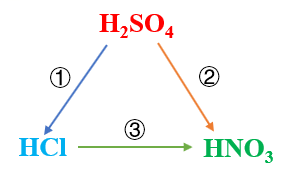 H₂SO₄
① ②
③
HCl HNO₃